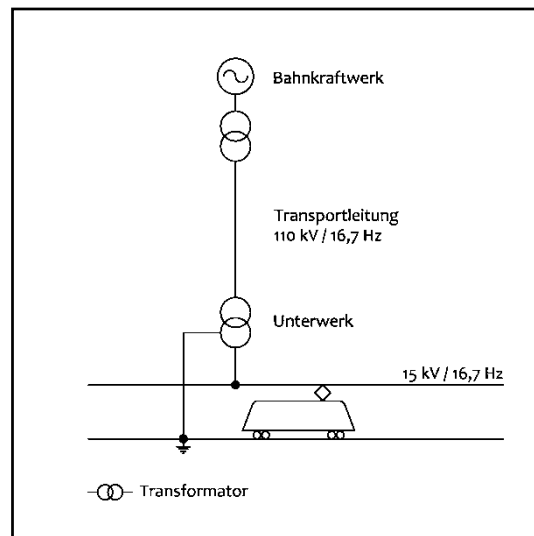 Bahnkraftwerk
Transportleitung
110 kV / 16,7 Hz
Unterwerk
15 kV / 16,7 Hz
Transformator